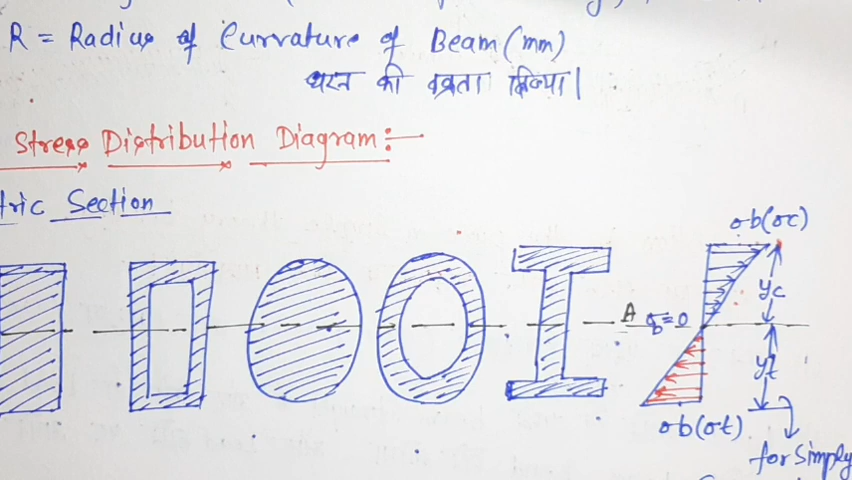 R = Radius of Curvature of Beam (mm)
धरन की वक्रता त्रिज्या।
Stress Distribution Diagram:-
tric Section
σb(σc)
yc
A σb=0
yt
σb(σt)
for Simply